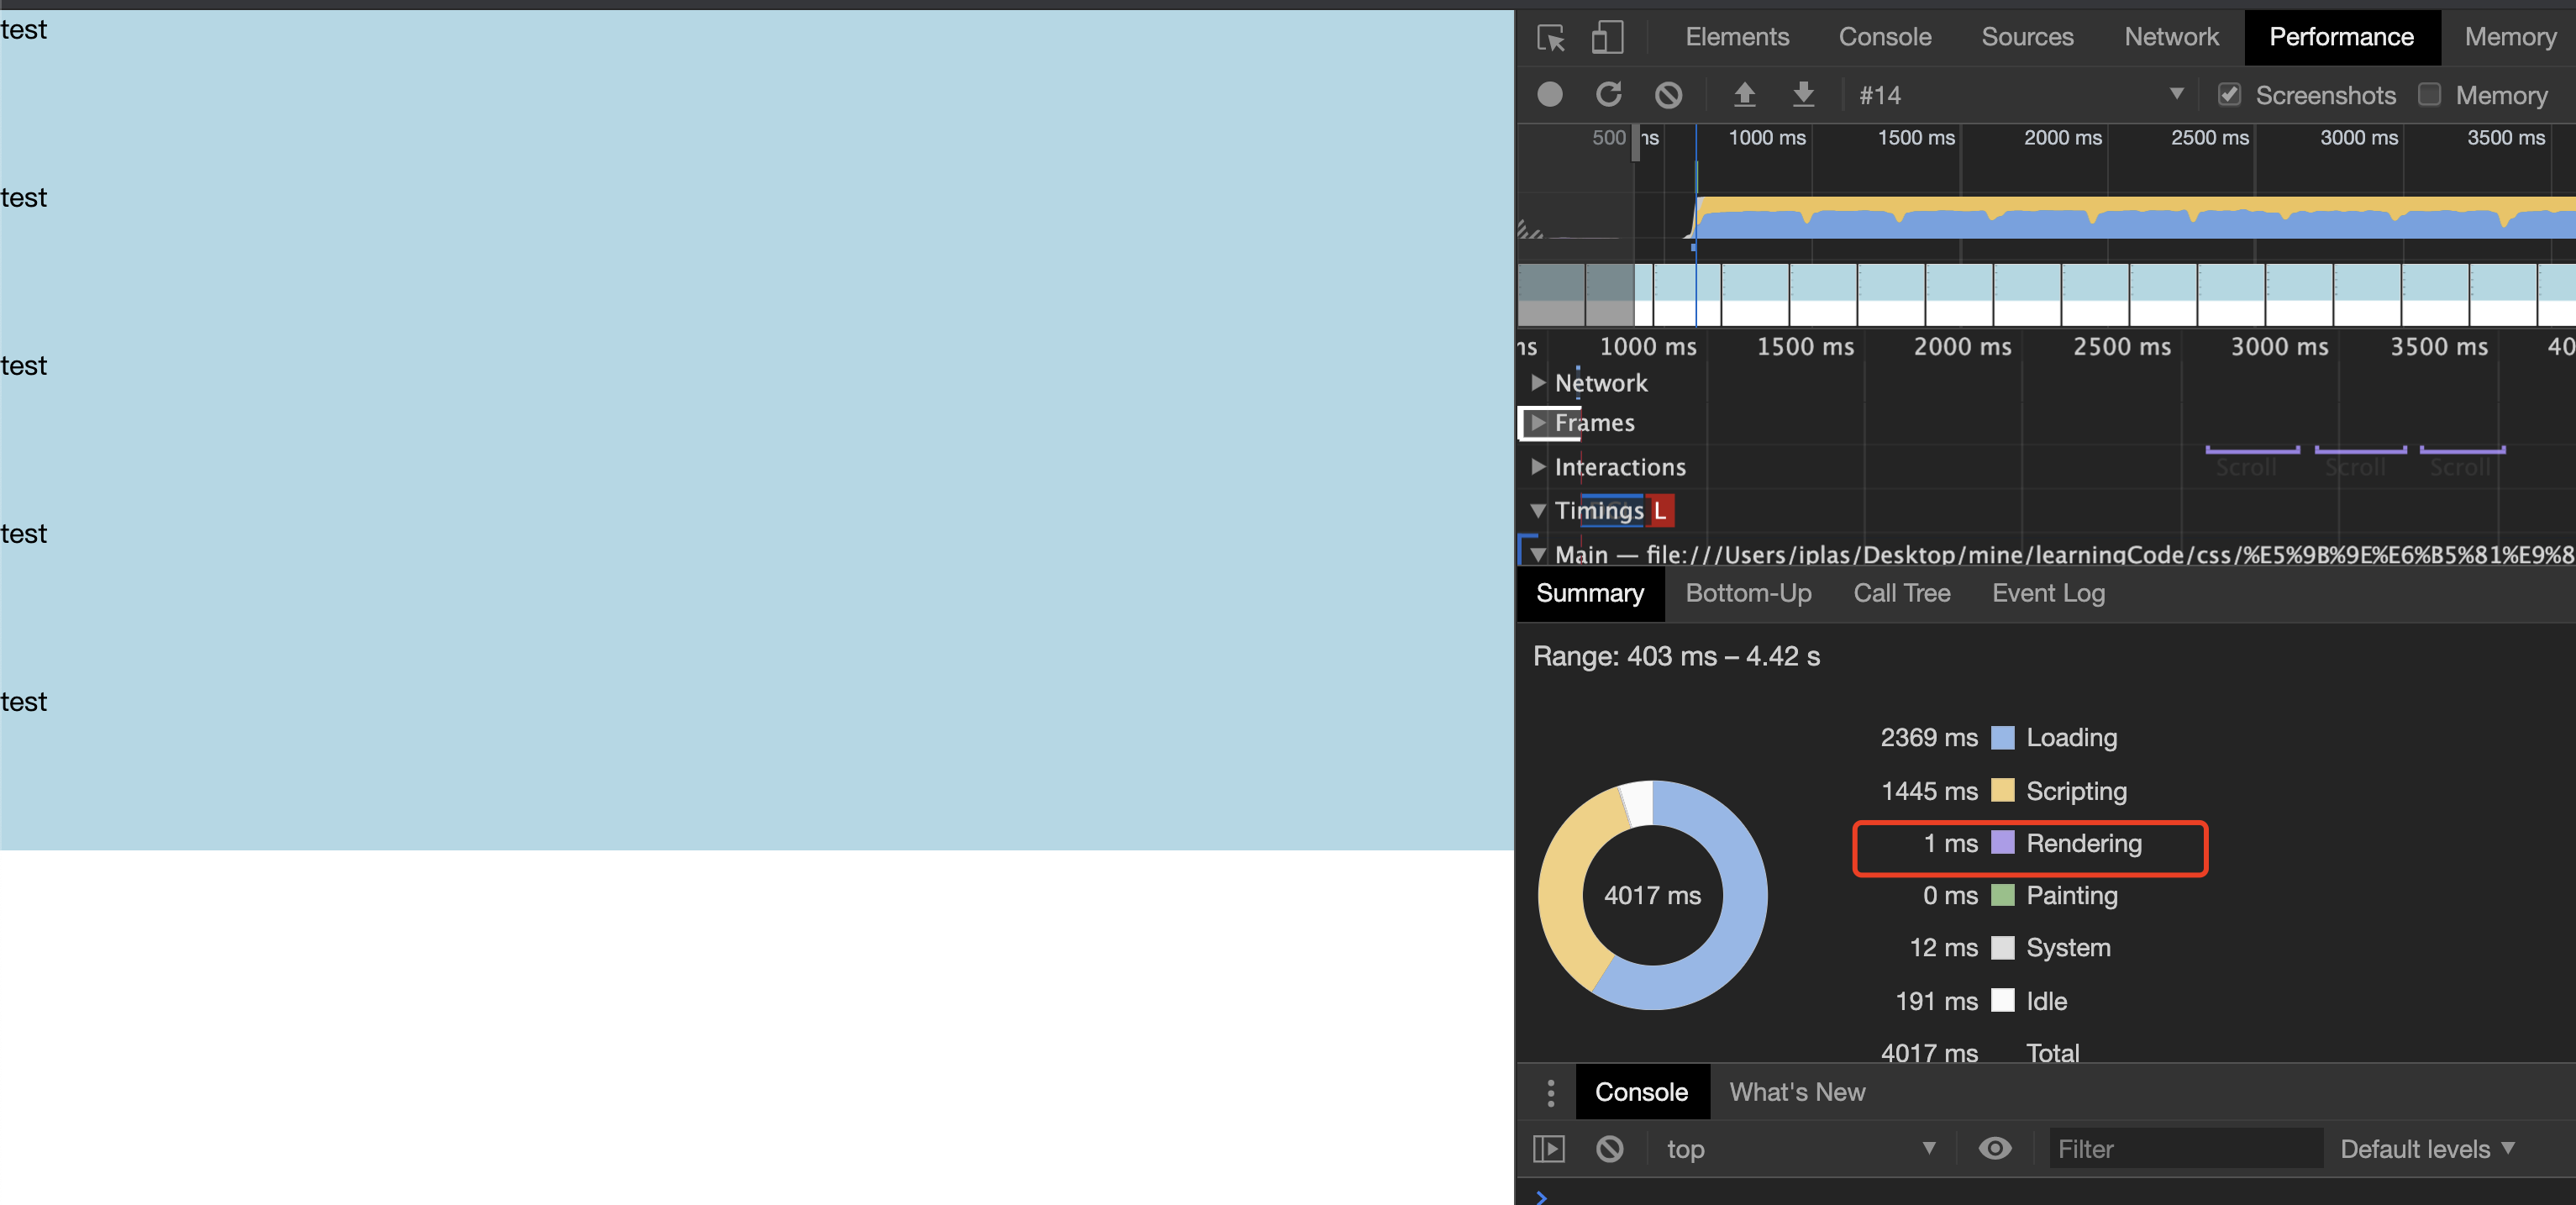 test
test
test
test
test
Elements Console Sources Network Performance Memory
#14 Screenshots Memory
500 ms 1000 ms 1500 ms 2000 ms 2500 ms 3000 ms 3500 ms
ns 1000 ms 1500 ms 2000 ms 2500 ms 3000 ms 3500 ms 40
Network
Frames
Interactions Scroll Scroll Scroll
Timings L
Main — file:///Users/iplas/Desktop/mine/learningCode/css/%E5%9B%9E%E6%B5%81%E9%8
Summary Bottom-Up Call Tree Event Log
Range: 403 ms – 4.42 s
4017 ms
2369 ms Loading
1445 ms Scripting
1 ms Rendering
0 ms Painting
12 ms System
191 ms Idle
4017 ms Total
Console What's New
top Filter Default levels